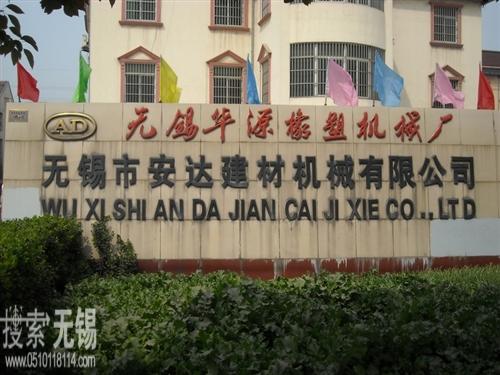 AD 无锡华源橡塑机械厂
无锡市安达建材机械有限公司
WU XI SHI AN DA JIAN CAI JI XIE CO.,LTD
搜索无锡
www.0510118114.com